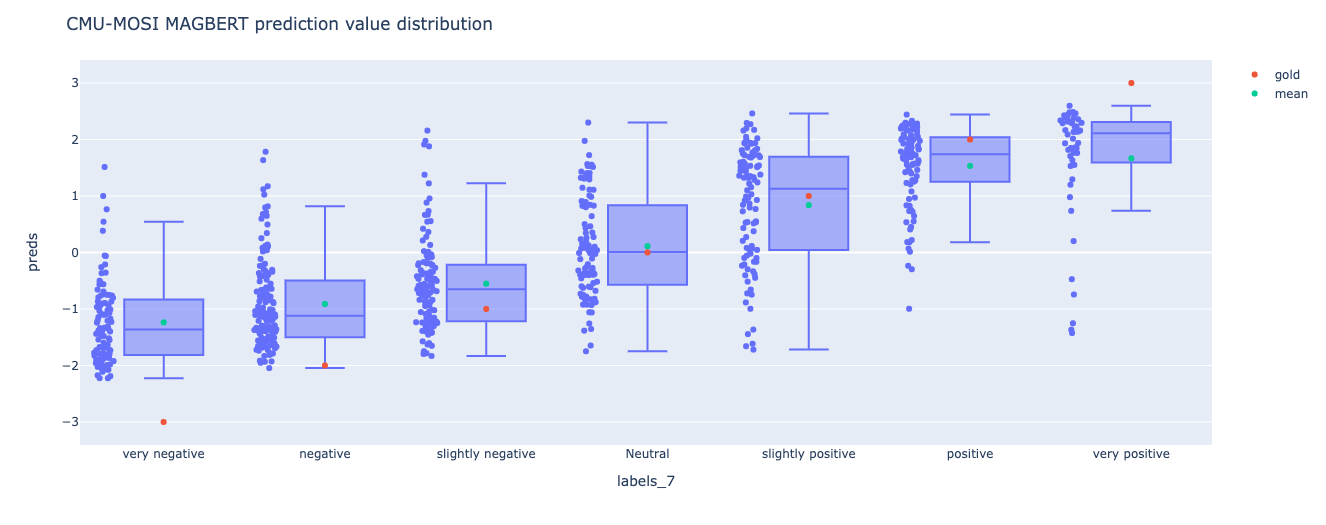 CMU-MOSI MAGBERT prediction value distribution
gold
mean
3
2
1
0
−1
−2
−3
preds
very negative
negative
slightly negative
Neutral
slightly positive
positive
very positive
labels_7